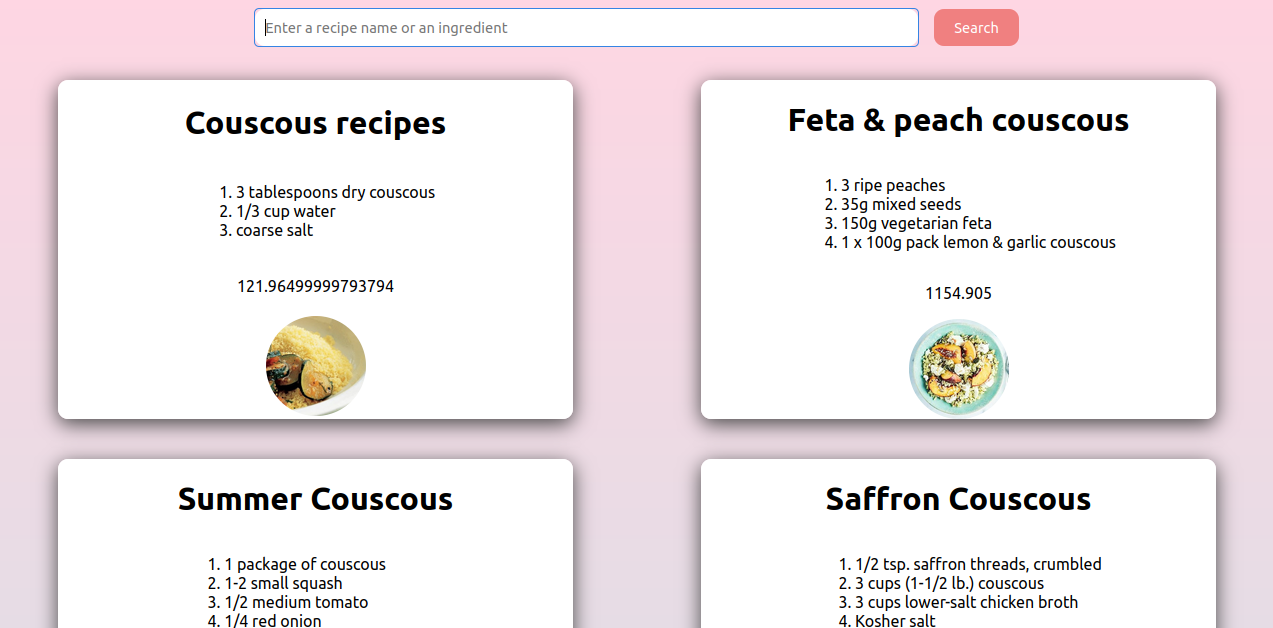 Enter a recipe name or an ingredient
Search
Couscous recipes
1. 3 tablespoons dry couscous
2. 1/3 cup water
3. coarse salt
121.96499999793794
Feta & peach couscous
1. 3 ripe peaches
2. 35g mixed seeds
3. 150g vegetarian feta
4. 1 x 100g pack lemon & garlic couscous
1154.905
Summer Couscous
1. 1 package of couscous
2. 1-2 small squash
3. 1/2 medium tomato
4. 1/4 red onion
Saffron Couscous
1. 1/2 tsp. saffron threads, crumbled
2. 3 cups (1-1/2 lb.) couscous
3. 3 cups lower-salt chicken broth
4. Kosher salt